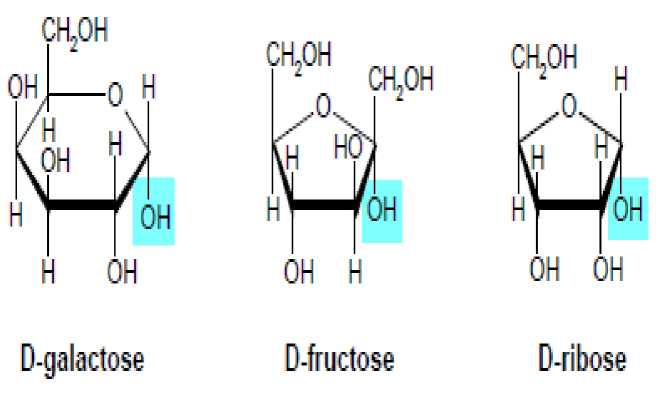 CH₂OH
OH O H
H
OH H
H OH
H OH
D-galactose
CH₂OH
CH₂OH
O
H HO
H OH
OH H
D-fructose
CH₂OH
H
O
H H
H OH
OH OH
D-ribose